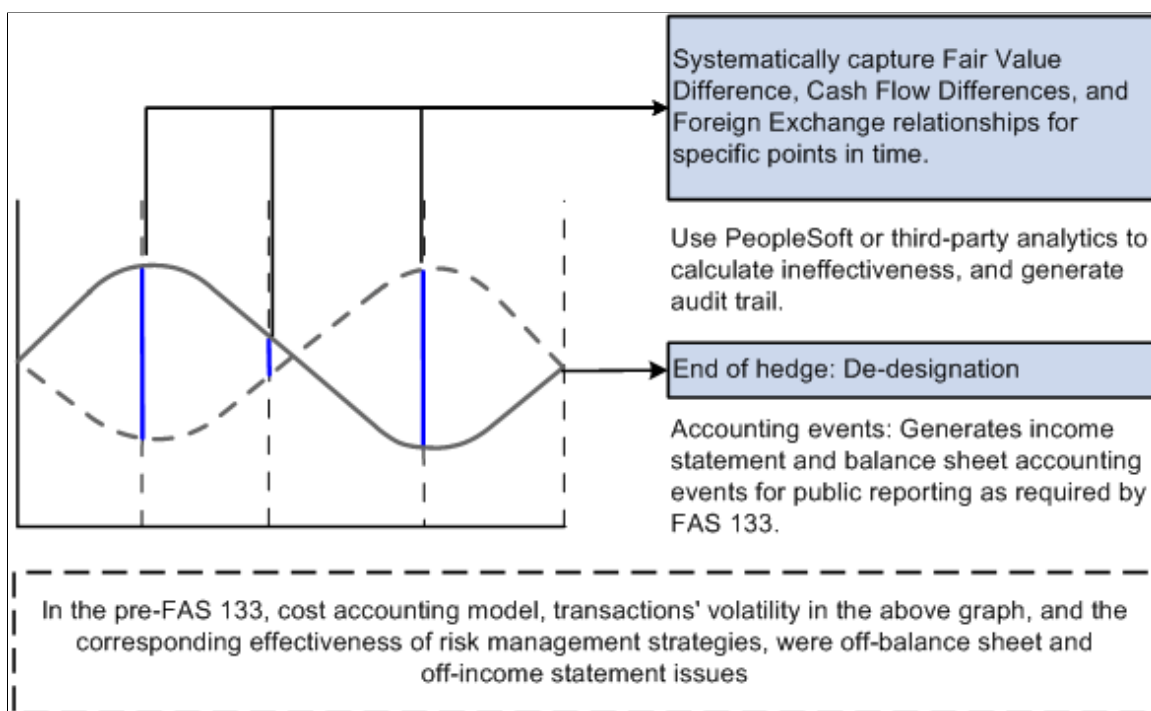 Systematically capture Fair Value
Difference, Cash Flow Differences, and
Foreign Exchange relationships for
specific points in time.
Use PeopleSoft or third-party analytics to
calculate ineffectiveness, and generate
audit trail.
End of hedge: De-designation
Accounting events: Generates income
statement and balance sheet accounting
events for public reporting as required by
FAS 133.
In the pre-FAS 133, cost accounting model, transactions' volatility in the above graph, and the
corresponding effectiveness of risk management strategies, were off-balance sheet and
off-income statement issues